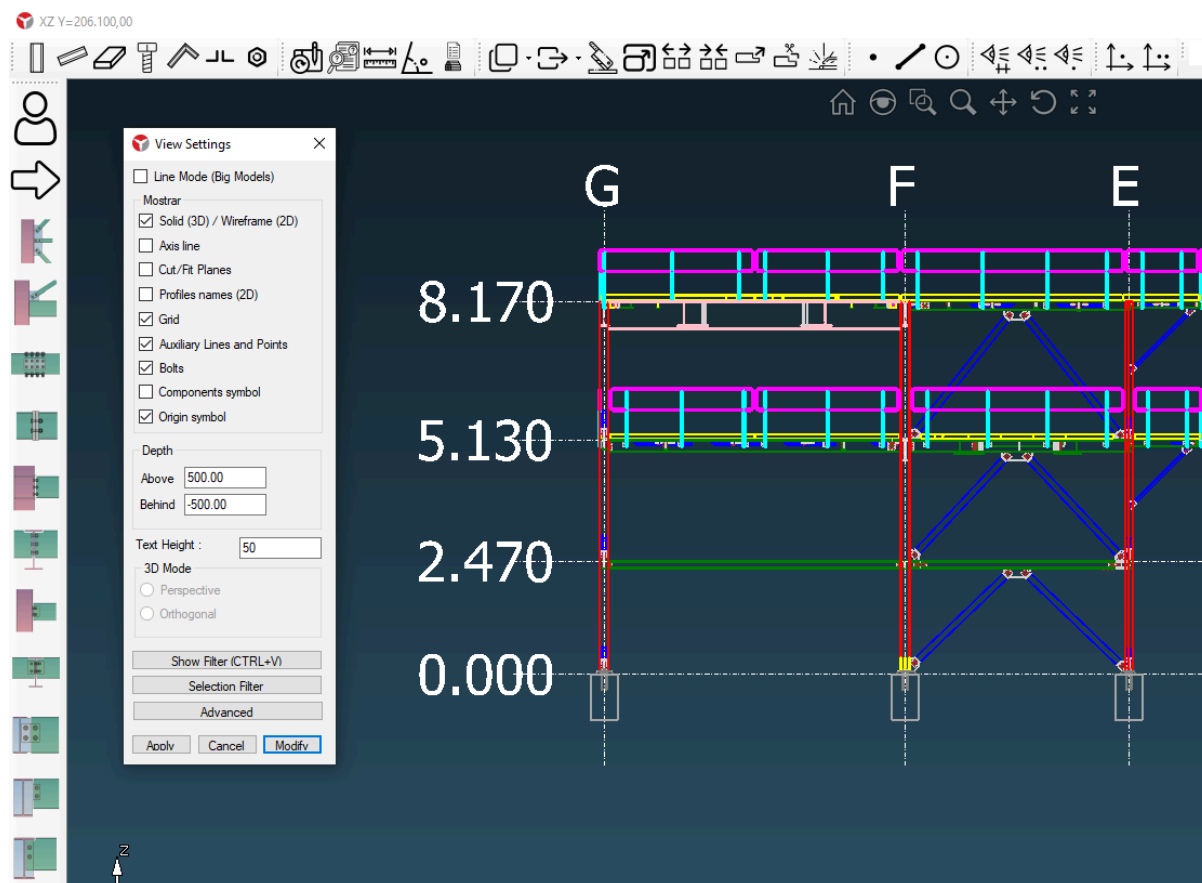 XZ Y=206.100,00
View Settings
Line Mode (Big Models)
Mostrar
Solid (3D) / Wireframe (2D)
Axis line
Cut/Fit Planes
Profiles names (2D)
Grid
Auxiliary Lines and Points
Bolts
Components symbol
Origin symbol
Depth
Above 500.00
Behind -500.00
Text Height : 50
3D Mode
Perspective
Orthogonal
Show Filter (CTRL+V)
Selection Filter
Advanced
Apply Cancel Modify
G F E
8.170
5.130
2.470
0.000
Z